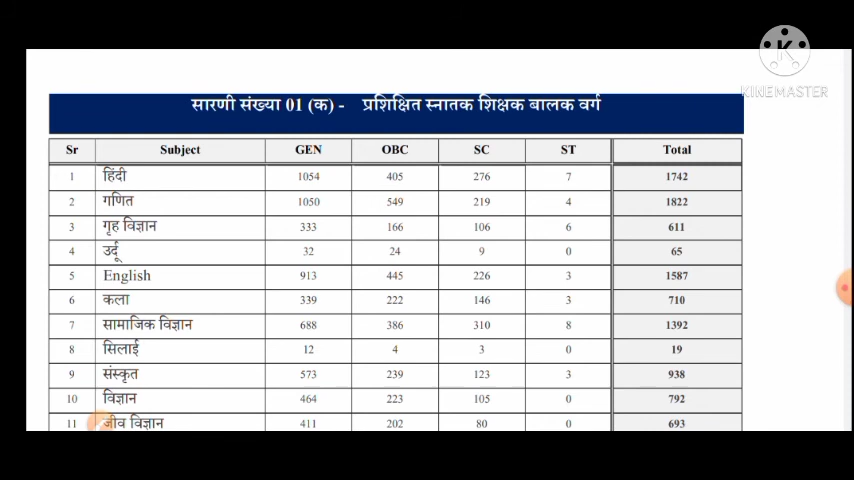 KINEMASTER
सारणी संख्या 01 (क) - प्रशिक्षित स्नातक शिक्षक बालक वर्ग
Sr Subject GEN OBC SC ST Total
1 हिंदी 1054 405 276 7 1742
2 गणित 1050 549 219 4 1822
3 गृह विज्ञान 333 166 106 6 611
4 उर्दू 32 24 9 0 65
5 English 913 445 226 3 1587
6 कला 339 222 146 3 710
7 सामाजिक विज्ञान 688 386 310 8 1392
8 सिलाई 12 4 3 0 19
9 संस्कृत 573 239 123 3 938
10 विज्ञान 464 223 105 0 792
11 जीव विज्ञान 411 202 80 0 693